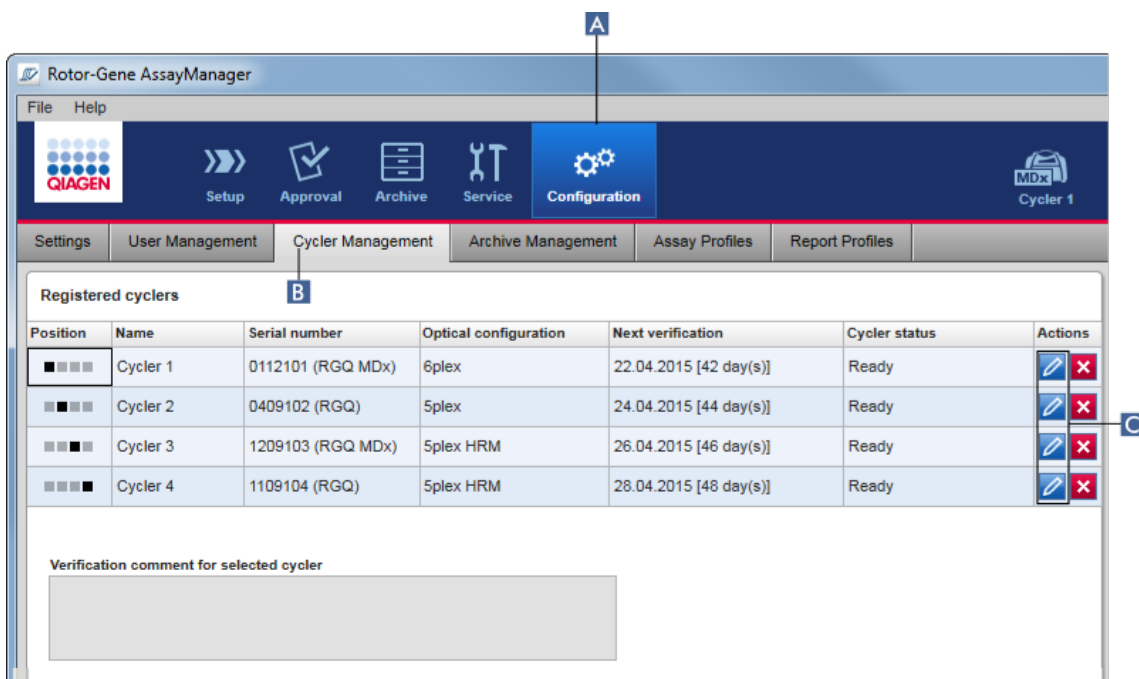 A
Rotor-Gene AssayManager
File Help
QIAGEN
Setup Approval Archive Service Configuration
MDx
Cycler 1
Settings User Management Cycler Management Archive Management Assay Profiles Report Profiles
B
Registered cyclers
Position Name Serial number Optical configuration Next verification Cycler status Actions
Cycler 1 0112101 (RGQ MDx) 6plex 22.04.2015 [42 day(s)] Ready
Cycler 2 0409102 (RGQ) 5plex 24.04.2015 [44 day(s)] Ready
C
Cycler 3 1209103 (RGQ MDx) 5plex HRM 26.04.2015 [46 day(s)] Ready
Cycler 4 1109104 (RGQ) 5plex HRM 28.04.2015 [48 day(s)] Ready
Verification comment for selected cycler